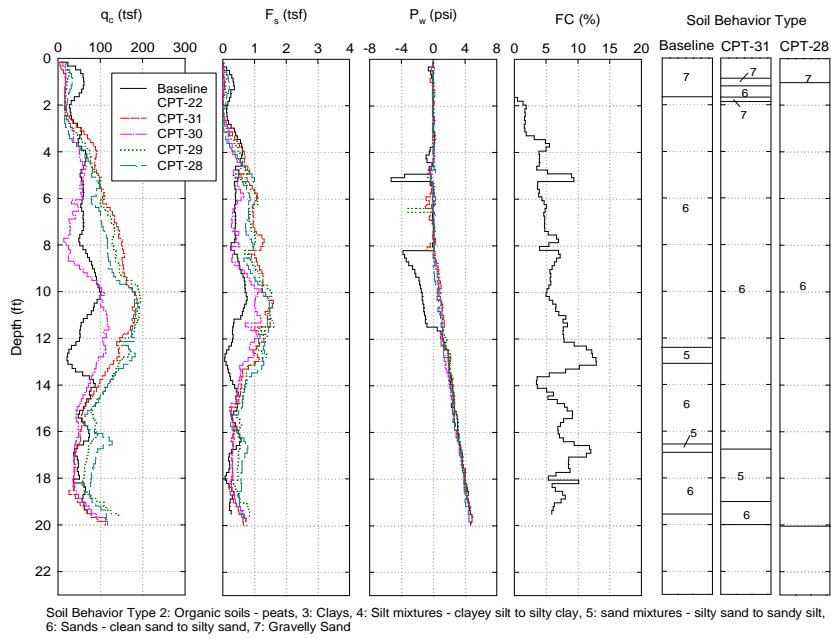 q_c (tsf) F_s (tsf) P_w (psi) FC (%) Soil Behavior Type
Baseline CPT-31 CPT-28
0 100 200 300 0 1 2 3 4 -8 -4 0 4 8 0 5 10 15 20
Depth (ft)
0
2
4
6
8
10
12
14
16
18
20
22
Baseline
CPT-22
CPT-31
CPT-30
CPT-29
CPT-28
7
6
5
6
5
6
7
6
7
6
5
6
7
6
Soil Behavior Type 2: Organic soils - peats, 3: Clays, 4: Silt mixtures - clayey silt to silty clay, 5: sand mixtures - silty sand to sandy silt,
6: Sands - clean sand to silty sand, 7: Gravelly Sand